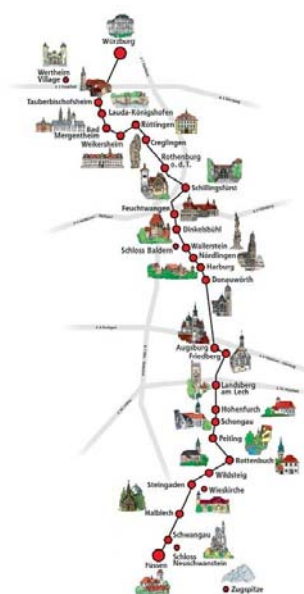 Würzburg
Wertheim
Village
Tauberbischofsheim
Lauda-Königshofen
Bad
Mergentheim
Röttingen
Weikersheim
Creglingen
Rothenburg
o. d. T.
Schillingsfürst
Feuchtwangen
Dinkelsbühl
Schloss Baldern
Wallerstein
Nördlingen
Harburg
Donauwörth
Augsburg
Friedberg
Landsberg
am Lech
Hohenfurch
Schongau
Peiting
Rottenbuch
Wildsteig
Steingaden
Wieskirche
Halblech
Schwangau
Schloss
Neuschwanstein
Füssen
Zugspitze